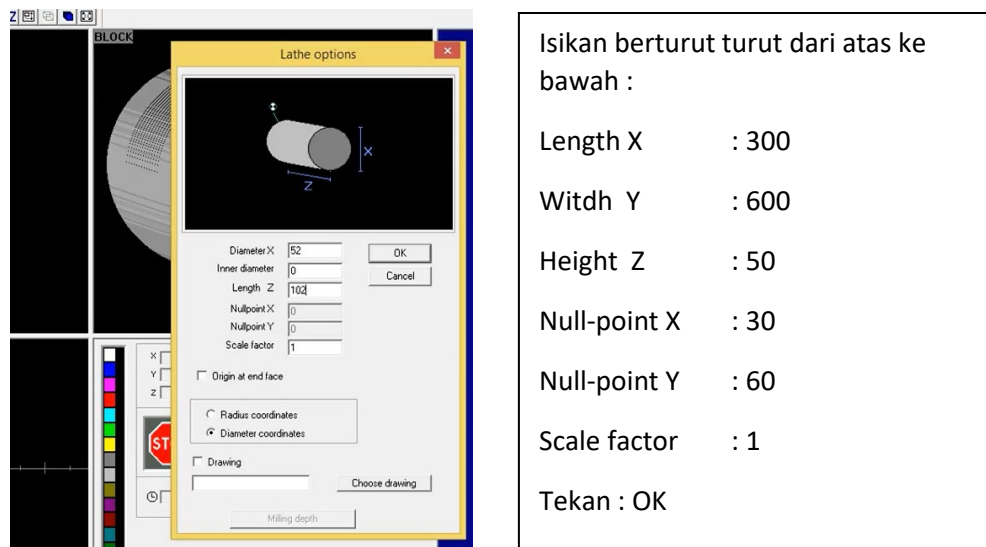 Z
BLOCK
Lathe options
X
Z
Diameter X 52
Inner diameter 0
Length Z 102
Nullpoint X 0
Nullpoint Y 0
Scale factor 1
OK
Cancel
Origin at end face
Radius coordinates
Diameter coordinates
Drawing
Choose drawing
Milling depth
X
Y
Z
ST
Isikan berturut turut dari atas ke
bawah :
Length X : 300
Witdh Y : 600
Height Z : 50
Null-point X : 30
Null-point Y : 60
Scale factor : 1
Tekan : OK